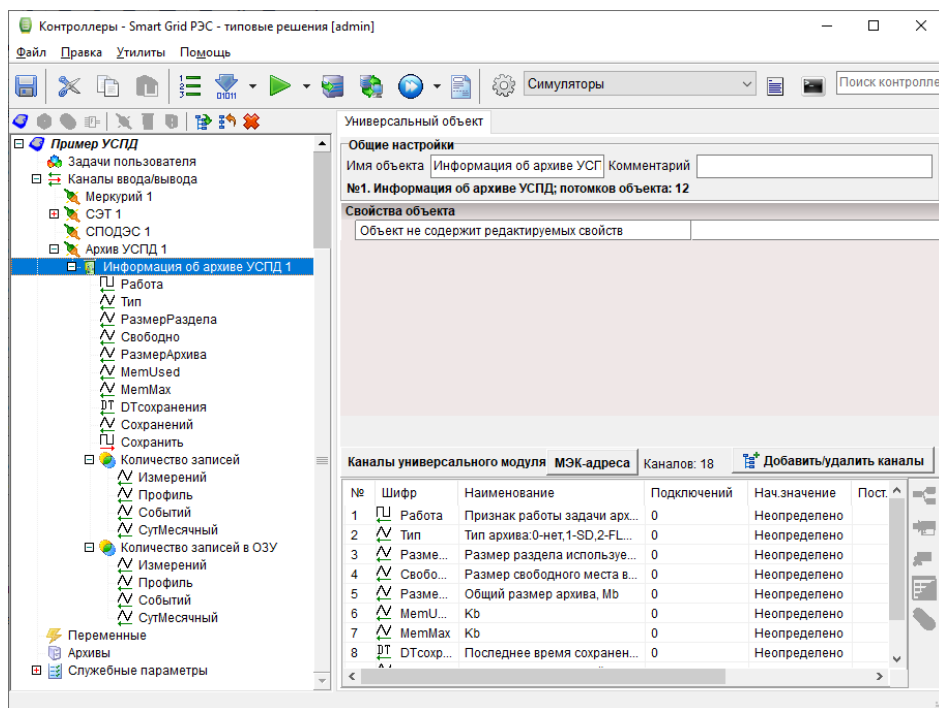 Контроллеры - Smart Grid РЭС - типовые решения [admin]
Файл Правка Утилиты Помощь
Симуляторы
Поиск контролле
Универсальный объект
Общие настройки
Имя объекта Информация об архиве УСП Комментарий
№1. Информация об архиве УСПД; потомков объекта: 12
Свойства объекта
Объект не содержит редактируемых свойств
Пример УСПД
Задачи пользователя
Каналы ввода/вывода
Меркурий 1
СЭТ 1
СПОДЭС 1
Архив УСПД 1
Информация об архиве УСПД 1
Работа
Тип
РазмерРаздела
Свободно
РазмерАрхива
MemUsed
MemMax
DT DTсохранения
Сохранений
Сохранить
Количество записей
Измерений
Профиль
Событий
СутМесячный
Количество записей в ОЗУ
Измерений
Профиль
Событий
СутМесячный
Переменные
Архивы
Служебные параметры
Каналы универсального модуля МЭК-адреса Каналов: 18 Добавить/удалить каналы
№ Шифр Наименование Подключений Нач.значение Пост.
1 Работа Признак работы задачи арх... 0 Неопределено
2 Тип Тип архива:0-нет,1-SD,2-FL... 0 Неопределено
3 Разме... Размер раздела используе... 0 Неопределено
4 Свобо... Размер свободного места в... 0 Неопределено
5 Разме... Общий размер архива, Mb 0 Неопределено
6 MemU... Kb 0 Неопределено
7 MemMax Kb 0 Неопределено
8 DT DTсохр... Последнее время сохранен... 0 Неопределено